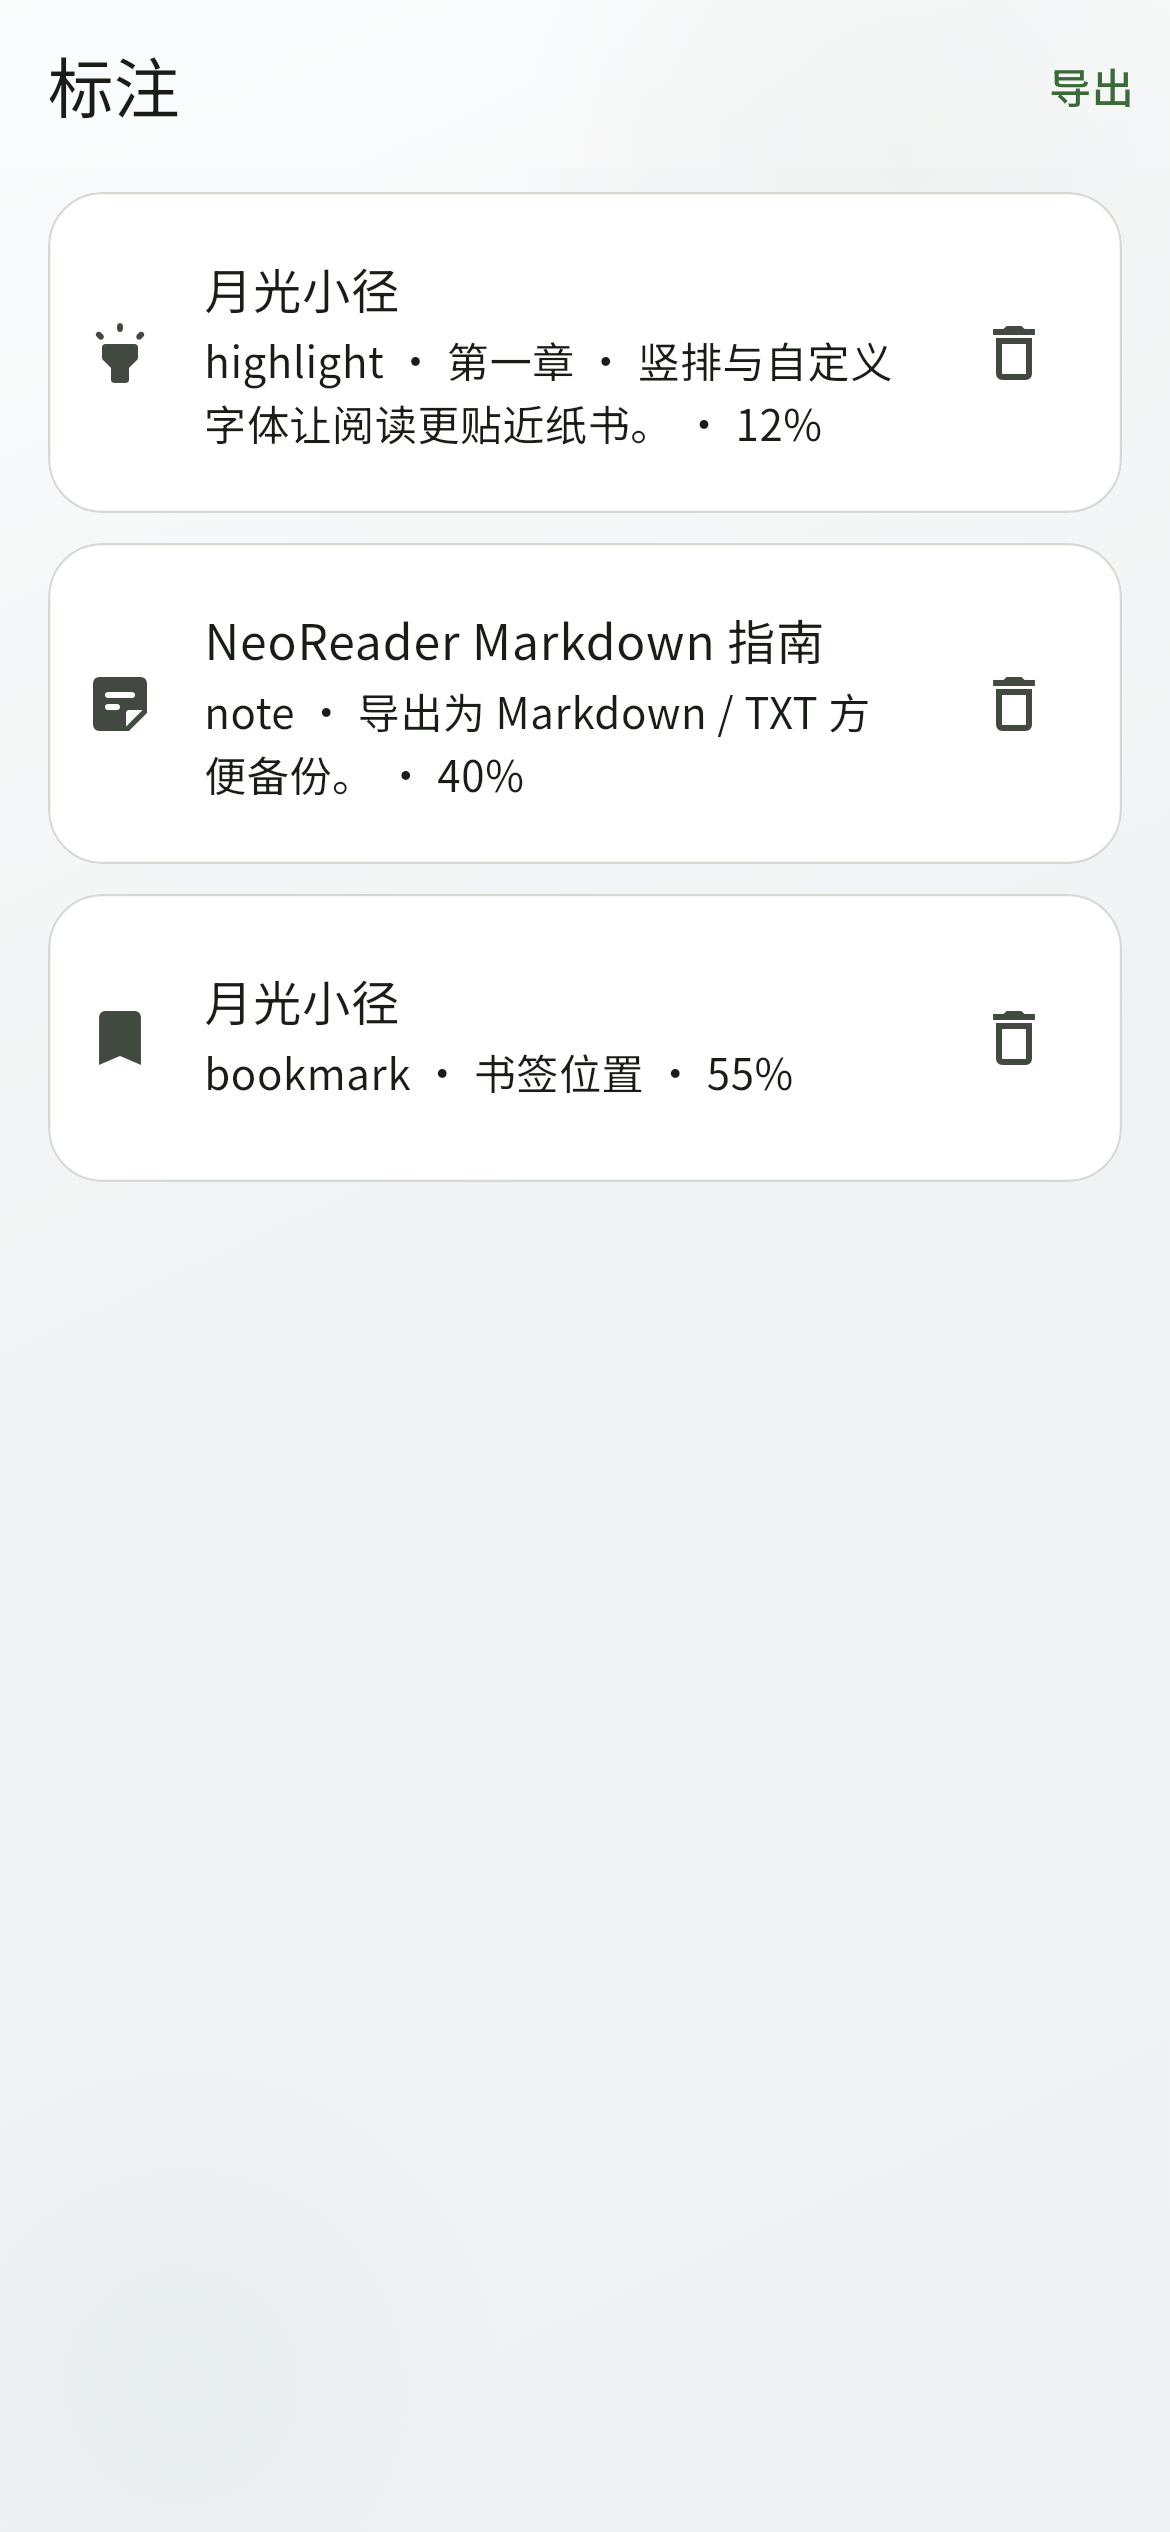 标注
导出
月光小径
highlight · 第一章 · 竖排与自定义
字体让阅读更贴近纸书。 · 12%
NeoReader Markdown 指南
note · 导出为 Markdown / TXT 方
便备份。 · 40%
月光小径
bookmark · 书签位置 · 55%